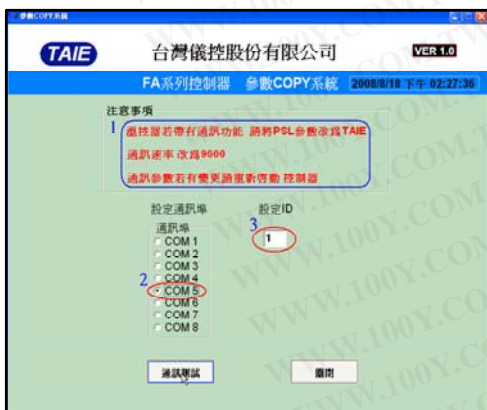 參數COPY系統
TAIE
台灣儀控股份有限公司
VER 1.0
FA系列控制器 參數COPY系統 2008/8/18 下午 02:27:36
注意事項
1
溫控器若帶有通訊功能 請將PSL參數改爲TAIE
通訊速率 改爲9600
通訊參數若有變更請重新啓動 控制器
設定通訊埠
設定ID
通訊埠
3
1
COM 1
COM 2
COM 3
COM 4
2
COM 5
COM 6
COM 7
COM 8
通訊測試
關閉
WWW.100Y.COM.TW